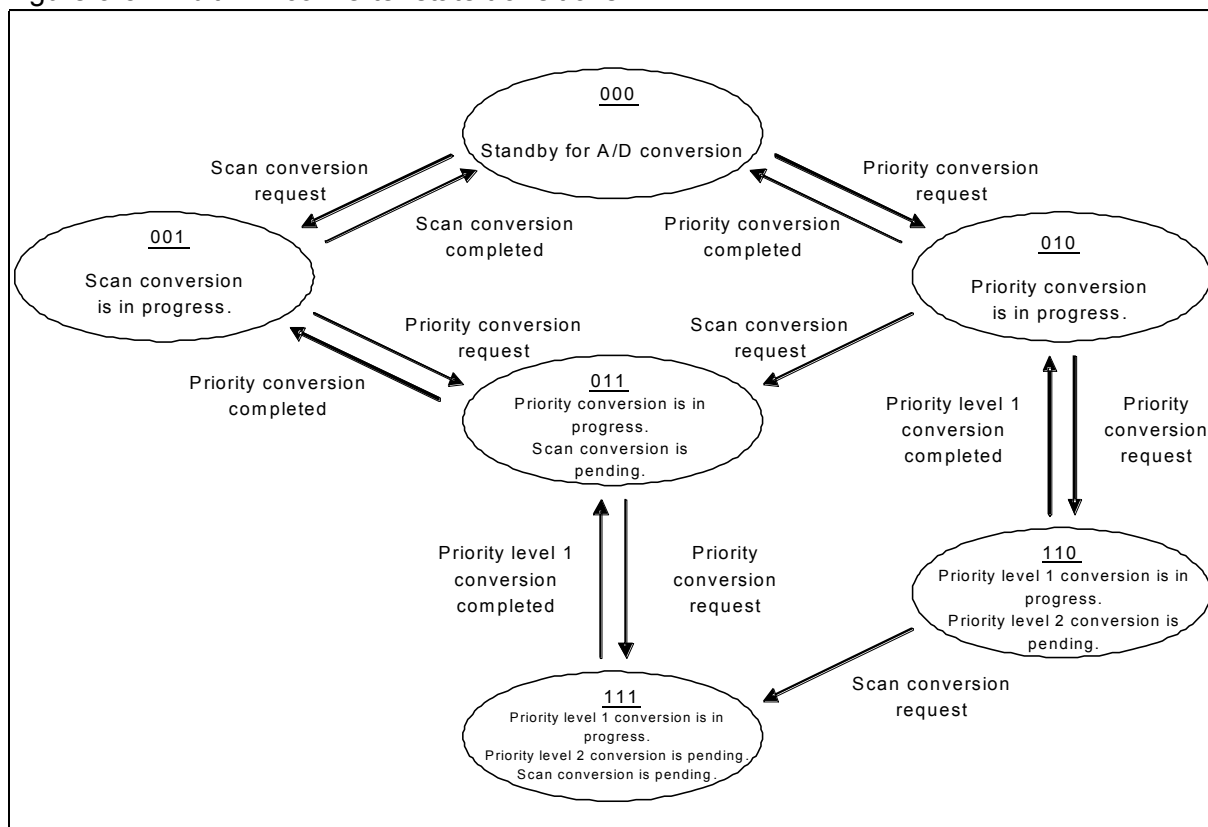 000
Standby for A/D conversion
Scan conversion
request
Priority conversion
request
Scan conversion
completed
Priority conversion
completed
001
Scan conversion
is in progress.
010
Priority conversion
is in progress.
Priority conversion
request
Scan conversion
request
Priority conversion
completed
011
Priority conversion is in
progress.
Scan conversion is
pending.
Priority level 1
conversion
completed
Priority
conversion
request
Priority level 1
conversion
completed
Priority
conversion
request
110
Priority level 1 conversion is in
progress.
Priority level 2 conversion is
pending.
Scan conversion
request
111
Priority level 1 conversion is in
progress.
Priority level 2 conversion is pending.
Scan conversion is pending.